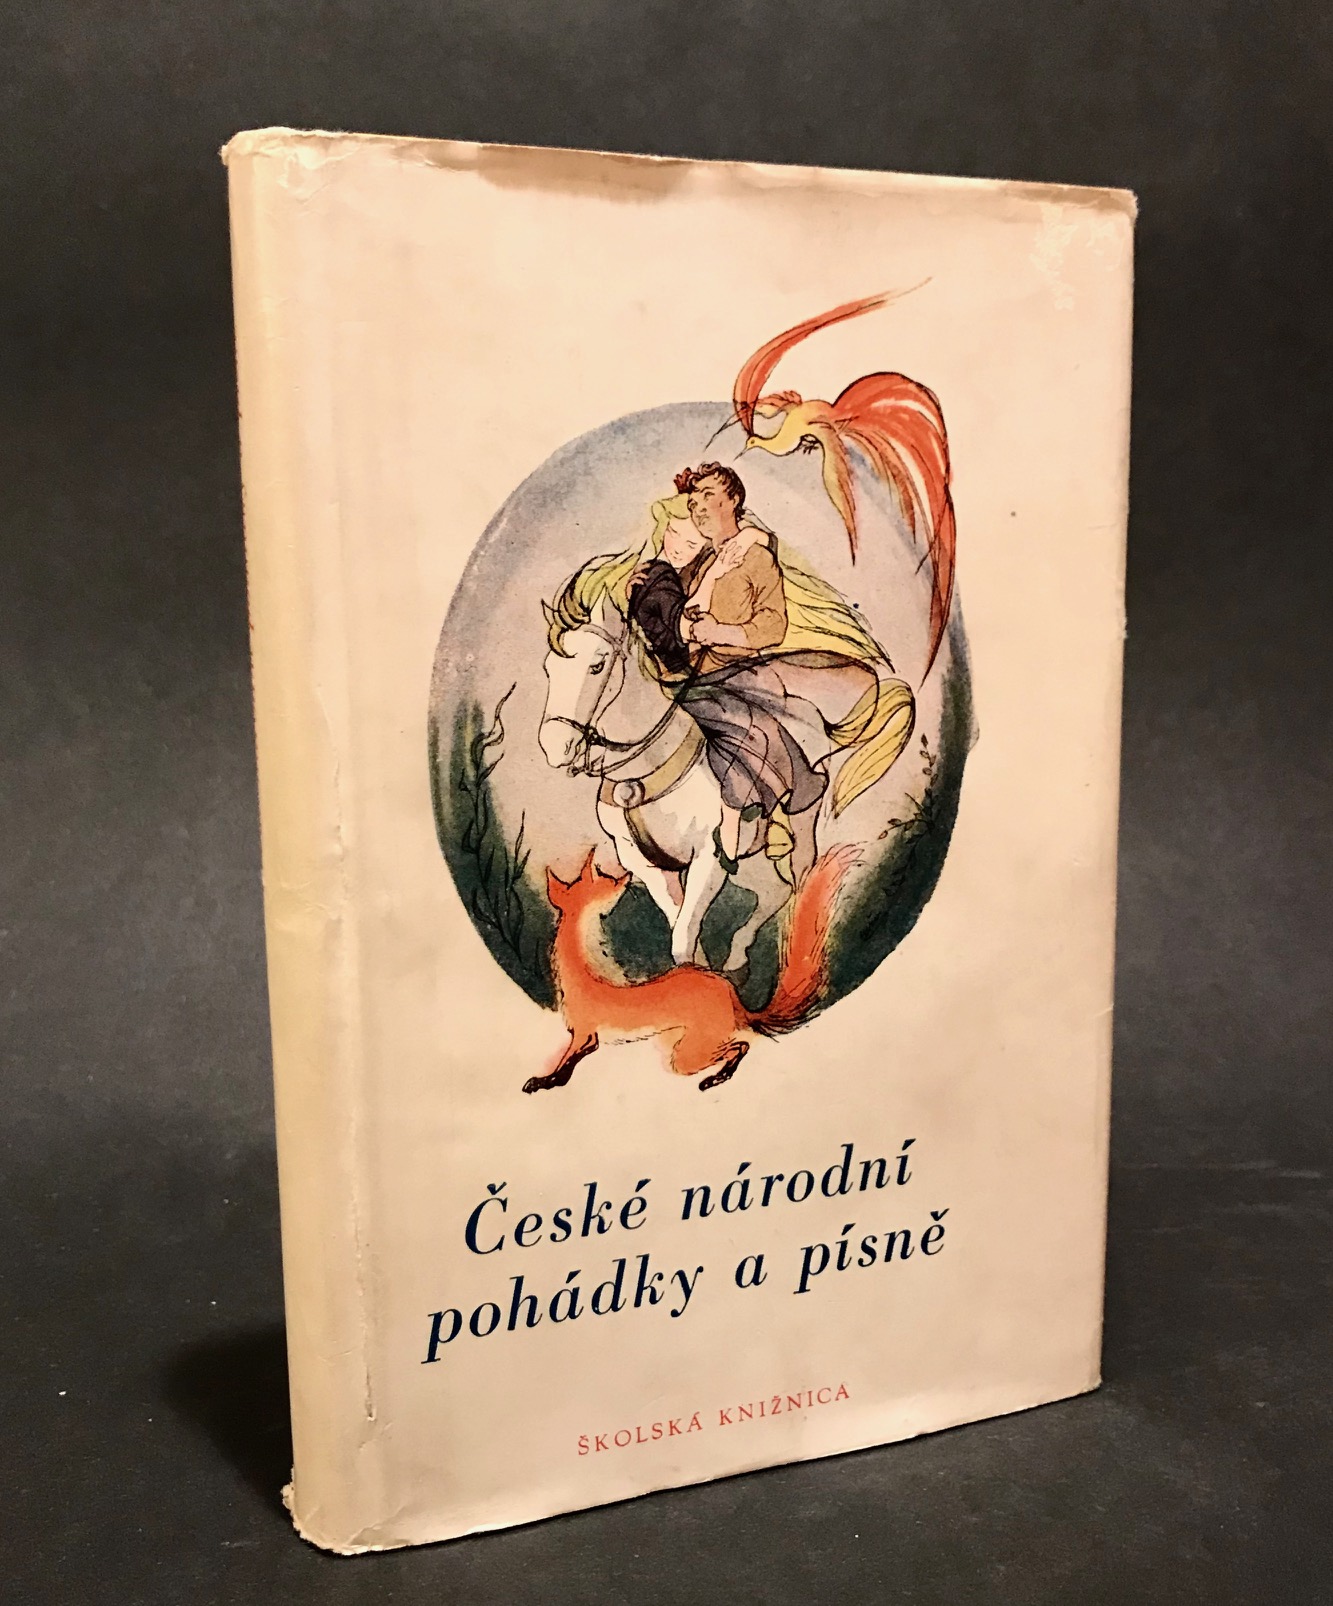 České národní
pohádky a písně
ŠKOLSKÁ KNIŽNICA